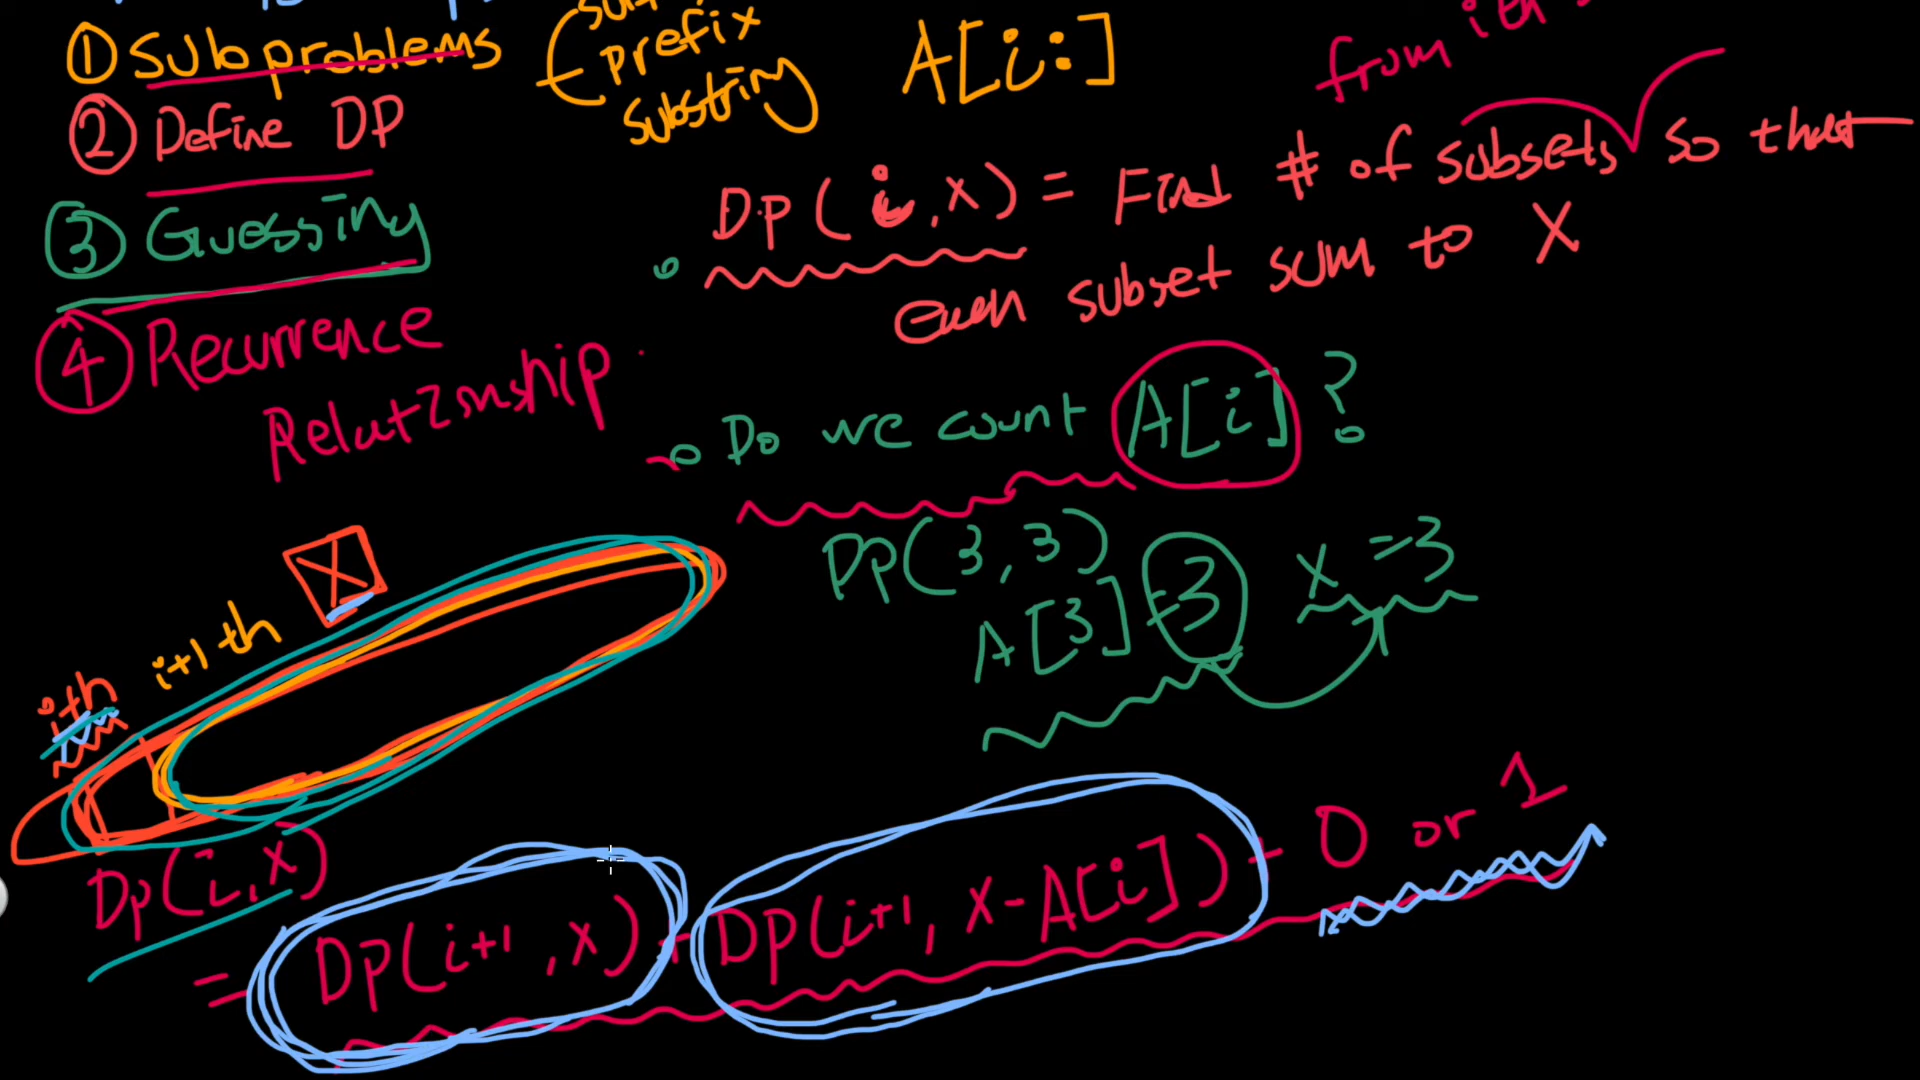 ① Subproblems
prefix
substring
A[i:]
from ith
② Define DP
DP(i,x) = Find # of subsets so that
each subset sum to X
③ Guessing
④ Recurrence
Relationship
Do we count A[i]?
DP(3,3)
A[3] = 3 x = 3
X
i+1 th
ith
DP(i,x)
= DP(i+1,x) + DP(i+1, x-A[i]) + 0 or 1